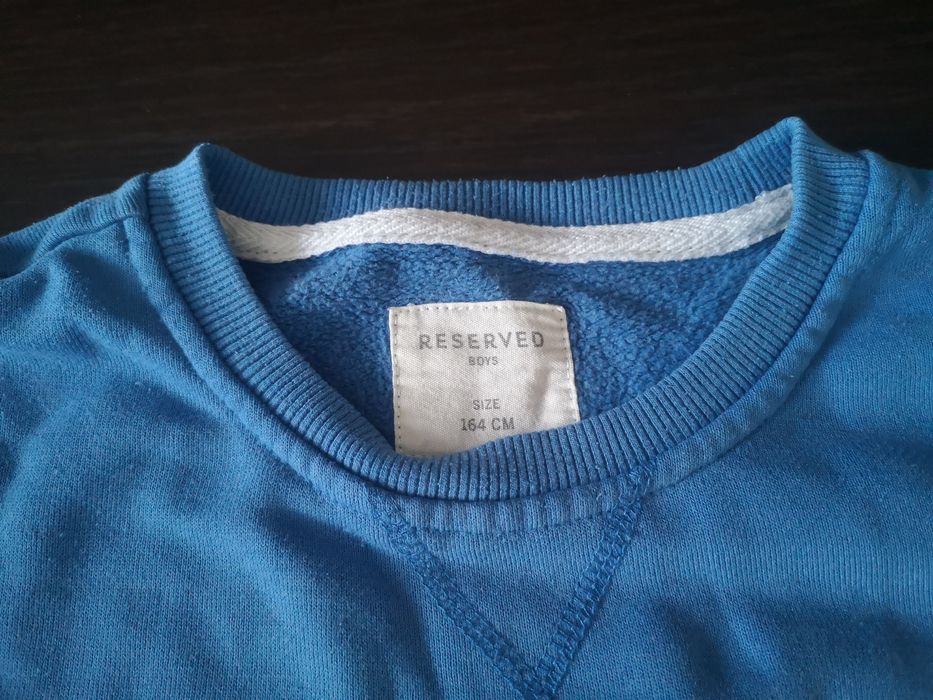 RESERVED
BOYS
SIZE
164 CM